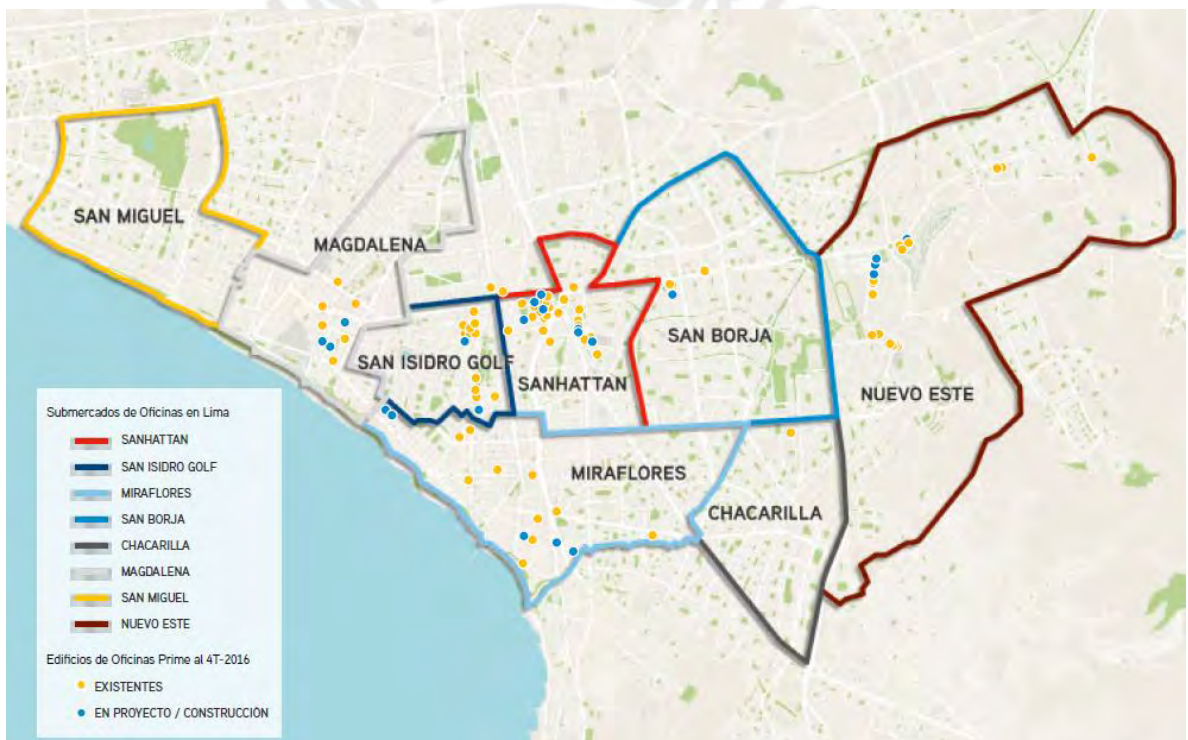 SAN MIGUEL
MAGDALENA
SAN ISIDRO GOLF
SANHATTAN
SAN BORJA
NUEVO ESTE
MIRAFLORES
CHACARILLA
Submercados de Oficinas en Lima
SANHATTAN
SAN ISIDRO GOLF
MIRAFLORES
SAN BORJA
CHACARILLA
MAGDALENA
SAN MIGUEL
NUEVO ESTE
Edificios de Oficinas Prime al 4T-2016
EXISTENTES
EN PROYECTO / CONSTRUCCIÓN